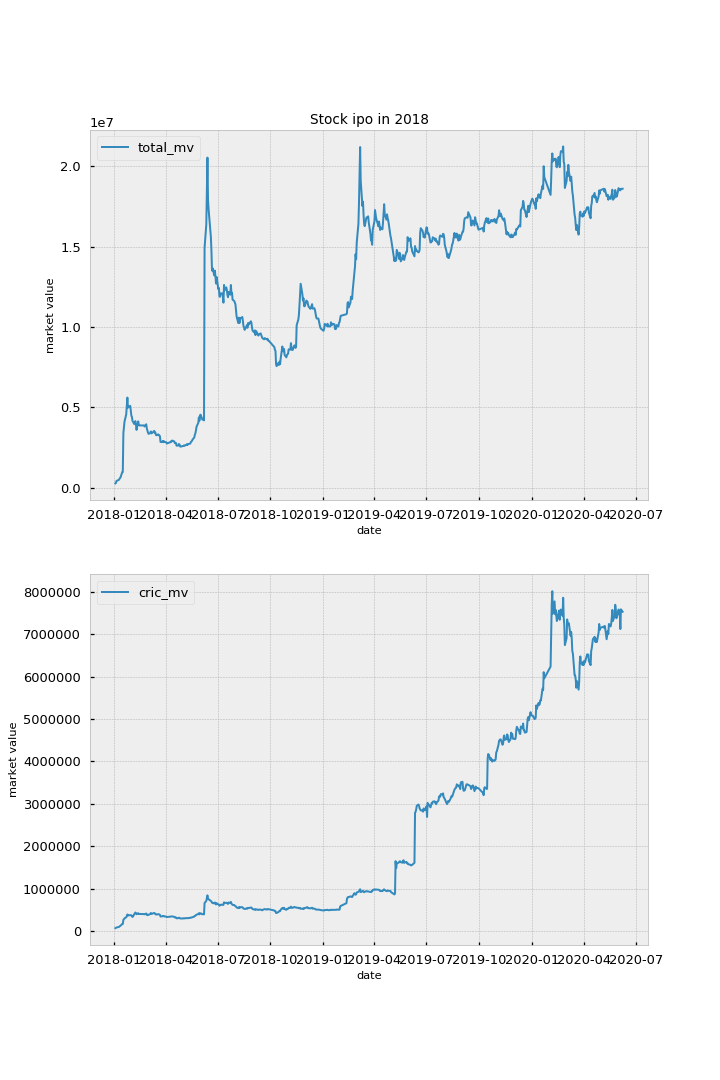 Stock ipo in 2018
1e7
total_mv
2.0
1.5
1.0
0.5
0.0
market value
2018-01 2018-04 2018-07 2018-10 2019-01 2019-04 2019-07 2019-10 2020-01 2020-04 2020-07
date
cric_mv
8000000
7000000
6000000
5000000
4000000
3000000
2000000
1000000
0
market value
2018-01 2018-04 2018-07 2018-10 2019-01 2019-04 2019-07 2019-10 2020-01 2020-04 2020-07
date